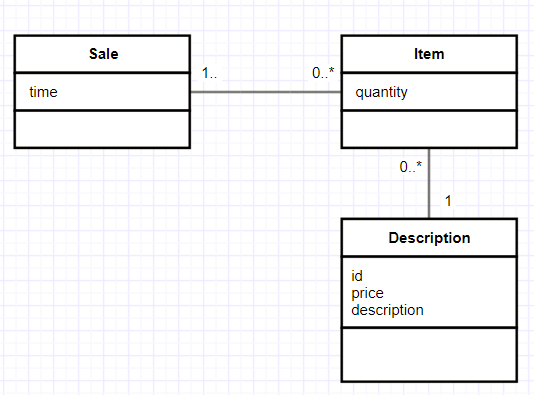 Sale
time
1..
0..*
Item
quantity
0..*
1
Description
id
price
description